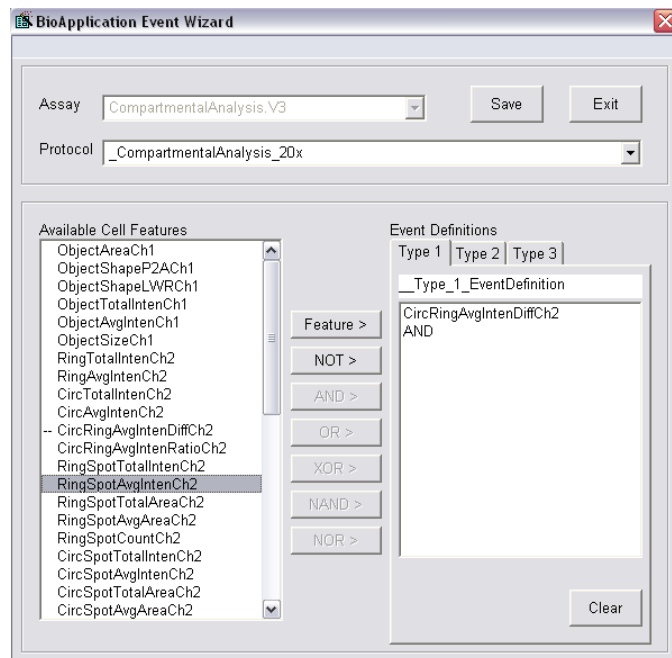 BioApplication Event Wizard
Assay
CompartmentalAnalysis.V3
Save
Exit
Protocol
_CompartmentalAnalysis_20x
Available Cell Features
ObjectAreaCh1
ObjectShapeP2ACh1
ObjectShapeLWRCh1
ObjectTotalIntenCh1
ObjectAvgIntenCh1
ObjectSizeCh1
RingTotalIntenCh2
RingAvgIntenCh2
CircTotalIntenCh2
CircAvgIntenCh2
-- CircRingAvgIntenDiffCh2
CircRingAvgIntenRatioCh2
RingSpotTotalIntenCh2
RingSpotAvgIntenCh2
RingSpotTotalAreaCh2
RingSpotAvgAreaCh2
RingSpotCountCh2
CircSpotTotalIntenCh2
CircSpotAvgIntenCh2
CircSpotTotalAreaCh2
CircSpotAvgAreaCh2
Feature >
NOT >
AND >
OR >
XOR >
NAND >
NOR >
Event Definitions
Type 1 Type 2 Type 3
__Type_1_EventDefinition
CircRingAvgIntenDiffCh2
AND
Clear